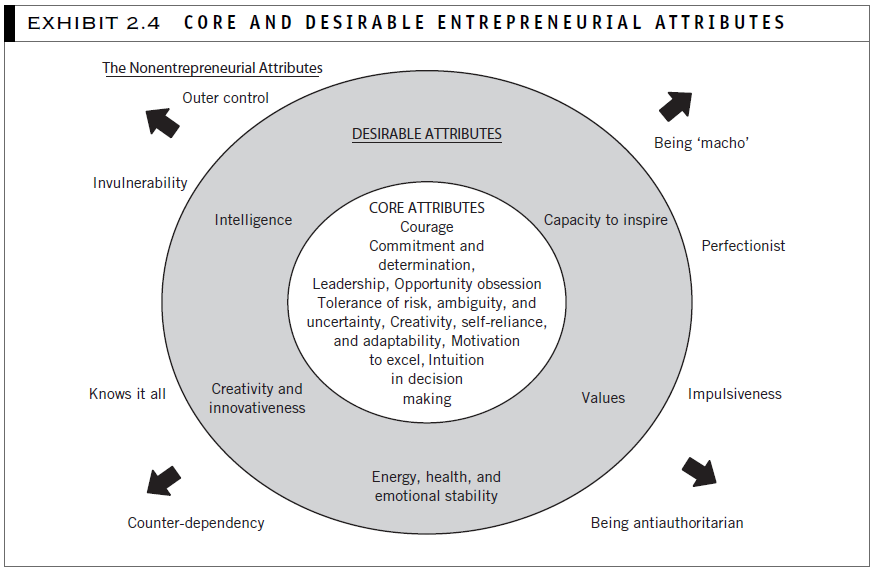 EXHIBIT 2.4 CORE AND DESIRABLE ENTREPRENEURIAL ATTRIBUTES
The Nonentrepreneurial Attributes
Outer control
DESIRABLE ATTRIBUTES
Being ‘macho’
Invulnerability
Intelligence
CORE ATTRIBUTES
Courage
Commitment and
determination,
Leadership, Opportunity obsession
Tolerance of risk, ambiguity, and
uncertainty, Creativity, self-reliance,
and adaptability, Motivation
to excel, Intuition
in decision
making
Capacity to inspire
Perfectionist
Knows it all
Creativity and
innovativeness
Values
Impulsiveness
Energy, health, and
emotional stability
Counter-dependency
Being antiauthoritarian